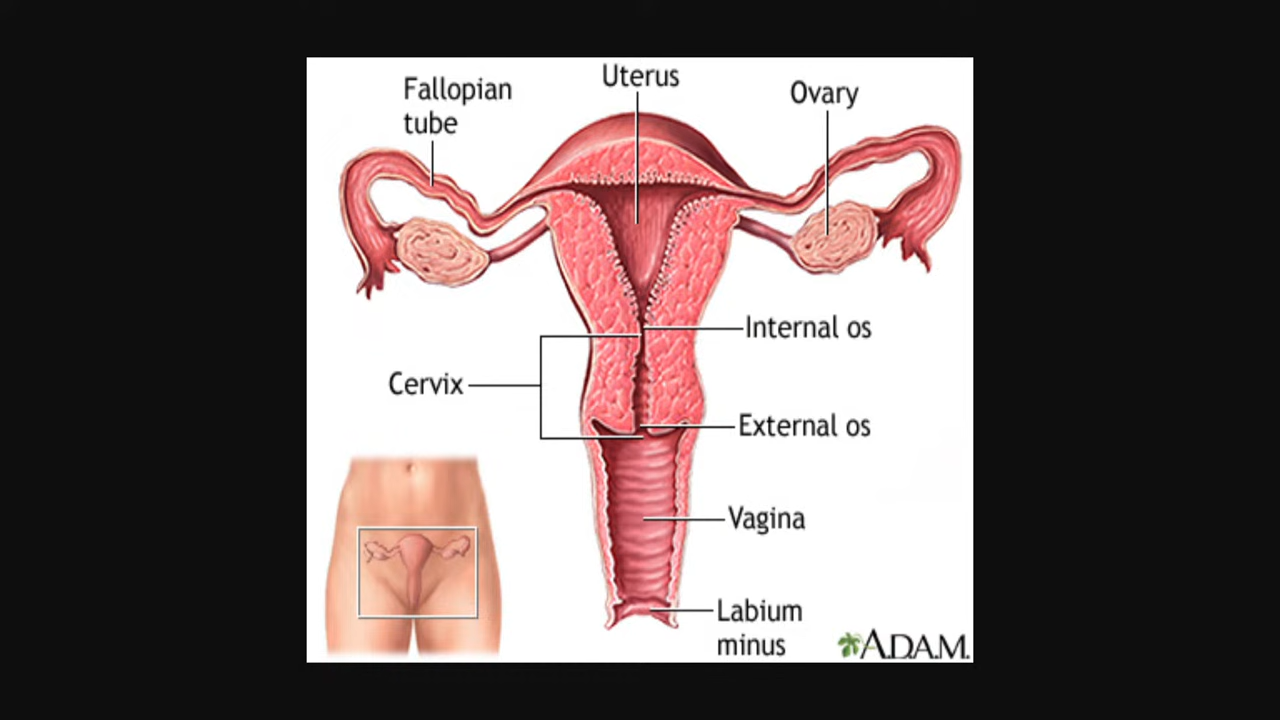 Uterus
Fallopian
tube
Ovary
Internal os
Cervix
External os
Vagina
Labium
minus
A.D.A.M.